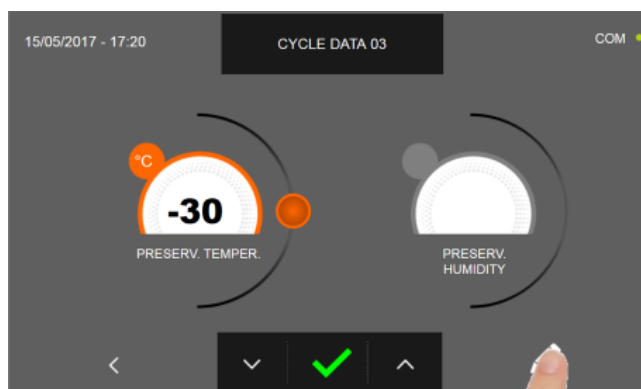 15/05/2017 - 17:20
CYCLE DATA 03
COM
°C
-30
PRESERV. TEMPER.
PRESERV.
HUMIDITY